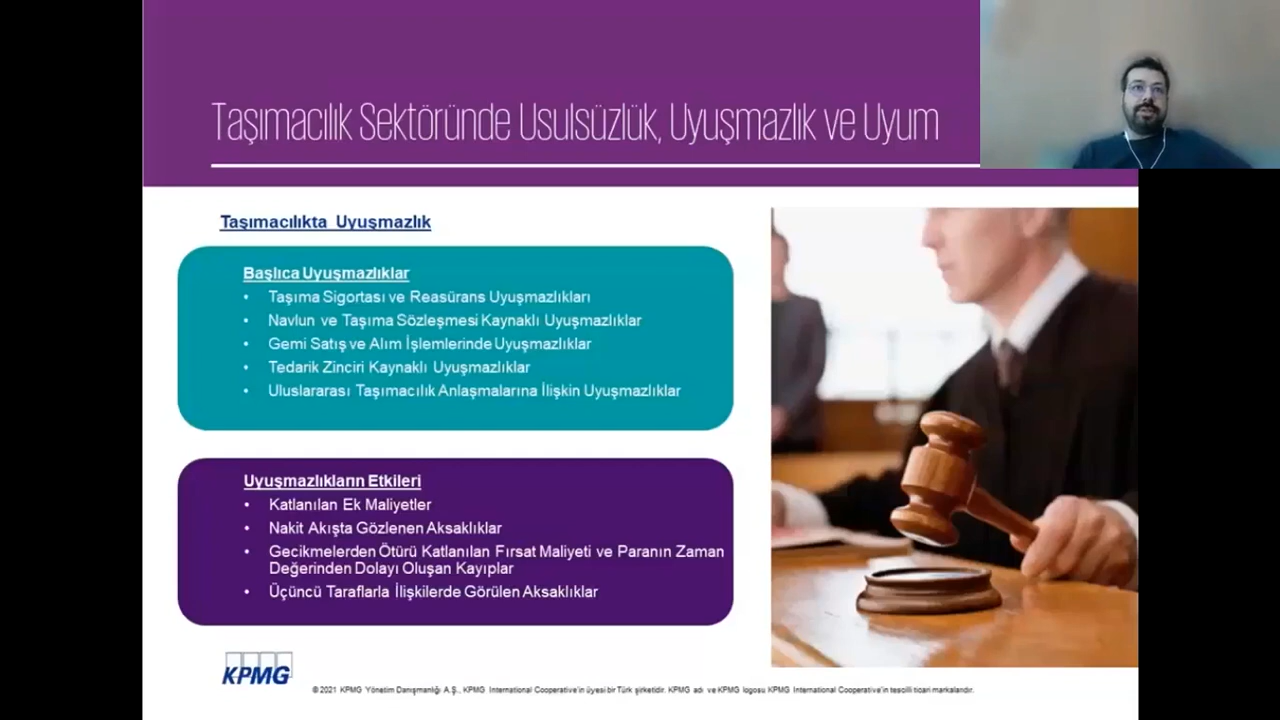 Taşımacılık Sektöründe Usulsüzlük, Uyuşmazlık ve Uyum
Taşımacılıkta Uyuşmazlık
Başlıca Uyuşmazlıklar
• Taşıma Sigortası ve Reasürans Uyuşmazlıkları
• Navlun ve Taşıma Sözleşmesi Kaynaklı Uyuşmazlıklar
• Gemi Satış ve Alım İşlemlerinde Uyuşmazlıklar
• Tedarik Zinciri Kaynaklı Uyuşmazlıklar
• Uluslararası Taşımacılık Anlaşmalarına İlişkin Uyuşmazlıklar
Uyuşmazlıkların Etkileri
• Katlanılan Ek Maliyetler
• Nakit Akışta Gözlenen Aksaklıklar
• Gecikmelerden Ötürü Katlanılan Fırsat Maliyeti ve Paranın Zaman
Değerinden Dolayı Oluşan Kayıplar
• Üçüncü Taraflarla İlişkilerde Görülen Aksaklıklar
KPMG
© 2021 KPMG Yönetim Danışmanlığı A.Ş., KPMG International Cooperative'in üyesi bir Türk şirketidir. KPMG adı ve KPMG logosu KPMG International Cooperative'in tescilli ticari markalarıdır.